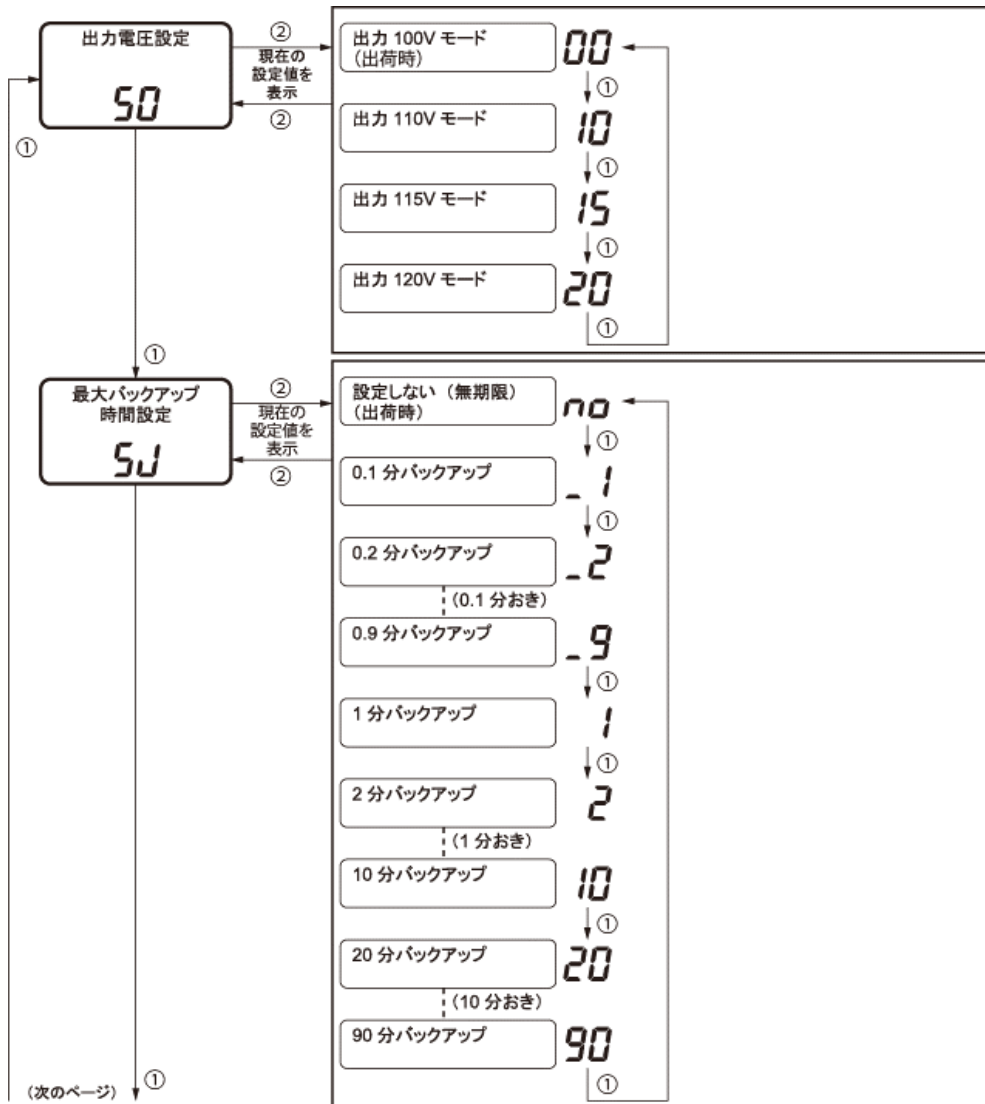 出力電圧設定
50
①
②
現在の
設定値を
表示
②
出力 100V モード
(出荷時)
00
①
出力 110V モード
10
①
出力 115V モード
15
①
出力 120V モード
20
①
①
最大バックアップ
時間設定
5J
②
現在の
設定値を
表示
②
設定しない(無期限)
(出荷時)
no
①
0.1 分バックアップ
_1
①
0.2 分バックアップ
_2
(0.1 分おき)
0.9 分バックアップ
_9
①
1 分バックアップ
1
①
2 分バックアップ
2
(1 分おき)
10 分バックアップ
10
①
20 分バックアップ
20
(10 分おき)
90 分バックアップ
90
①
(次のページ)
①